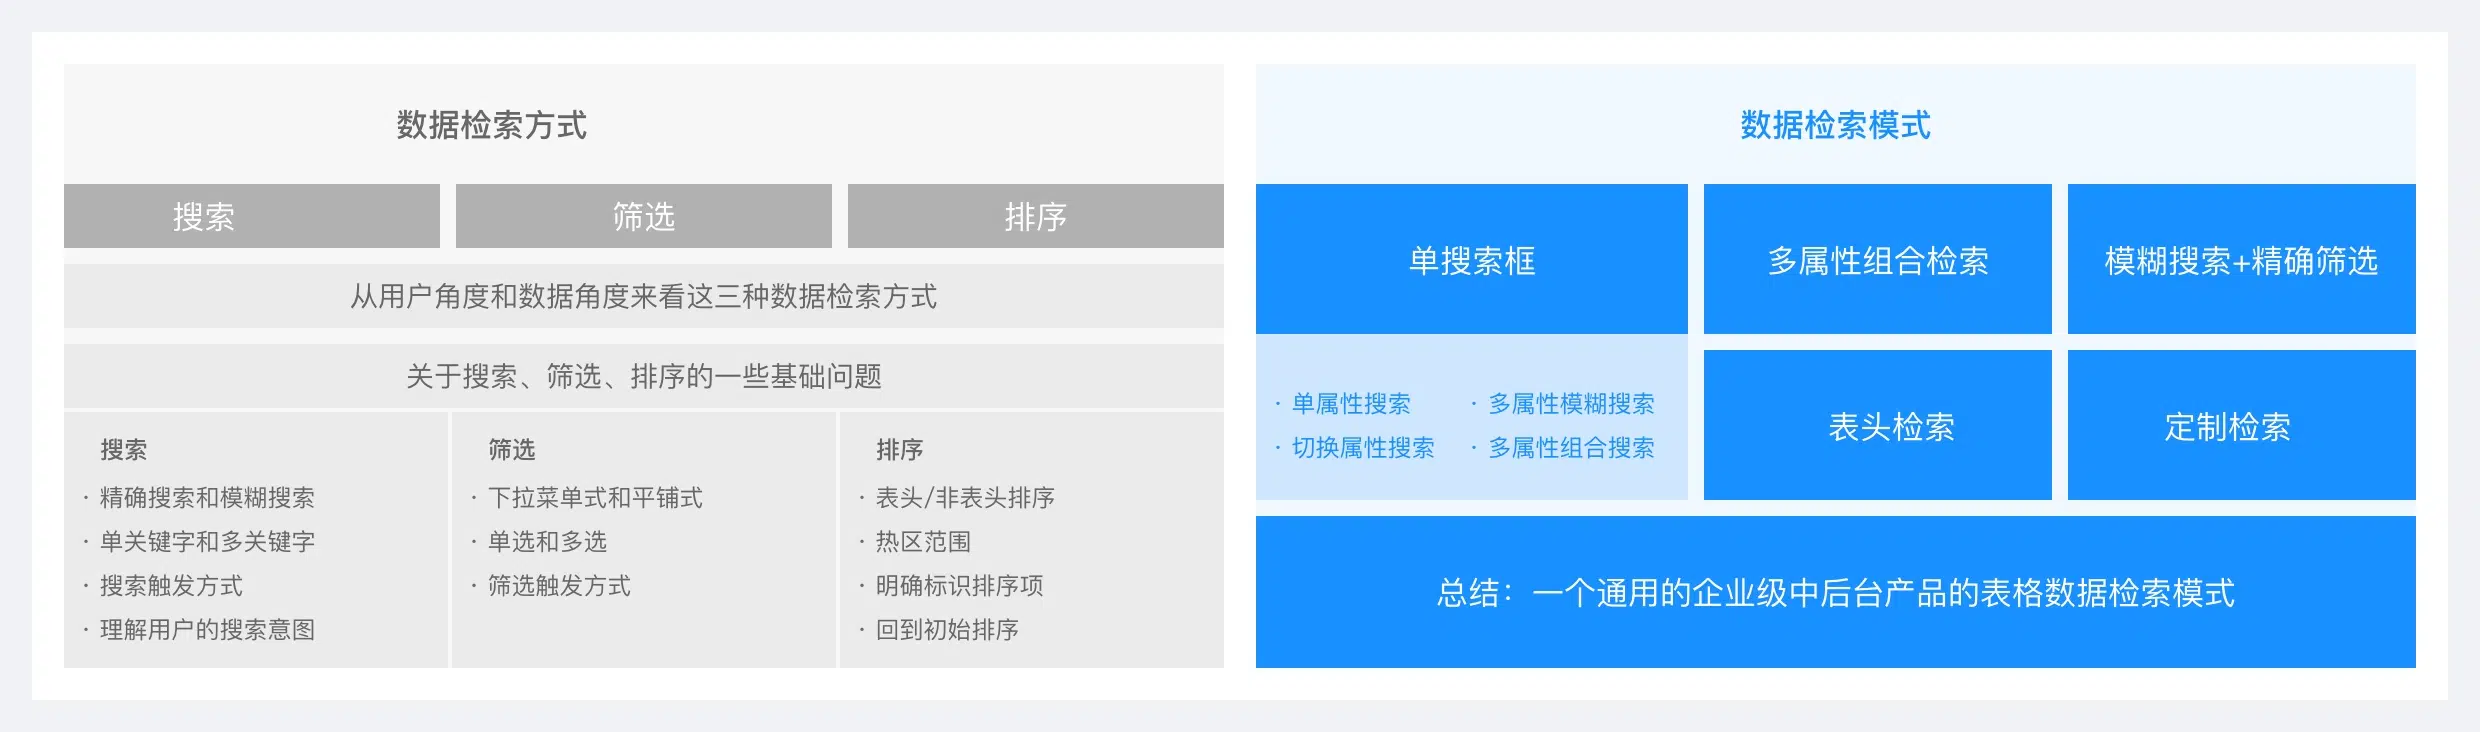 数据检索方式
搜索
筛选
排序
从用户角度和数据角度来看这三种数据检索方式
关于搜索、筛选、排序的一些基础问题
搜索
· 精确搜索和模糊搜索
· 单关键字和多关键字
· 搜索触发方式
· 理解用户的搜索意图
筛选
· 下拉菜单式和平铺式
· 单选和多选
· 筛选触发方式
排序
· 表头/非表头排序
· 热区范围
· 明确标识排序项
· 回到初始排序
数据检索模式
单搜索框
多属性组合检索
模糊搜索+精确筛选
· 单属性搜索
· 多属性模糊搜索
· 切换属性搜索
· 多属性组合搜索
表头检索
定制检索
总结：一个通用的企业级中后台产品的表格数据检索模式